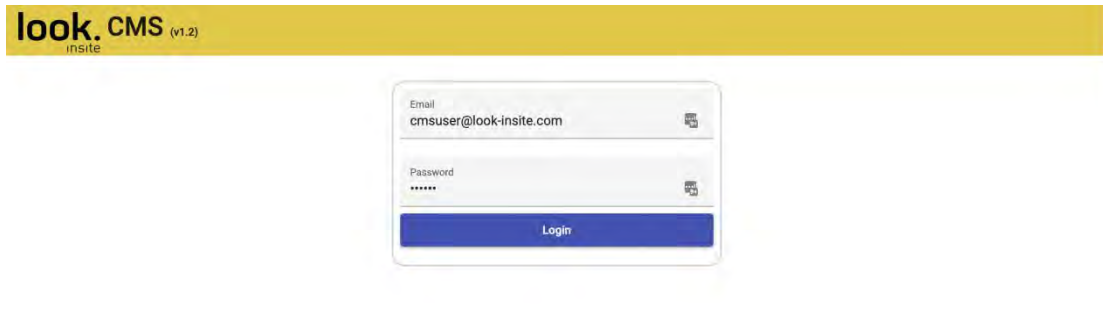 look. CMS (v1.2)
insite
Email
cmsuser@look-insite.com
Password
••••••
Login